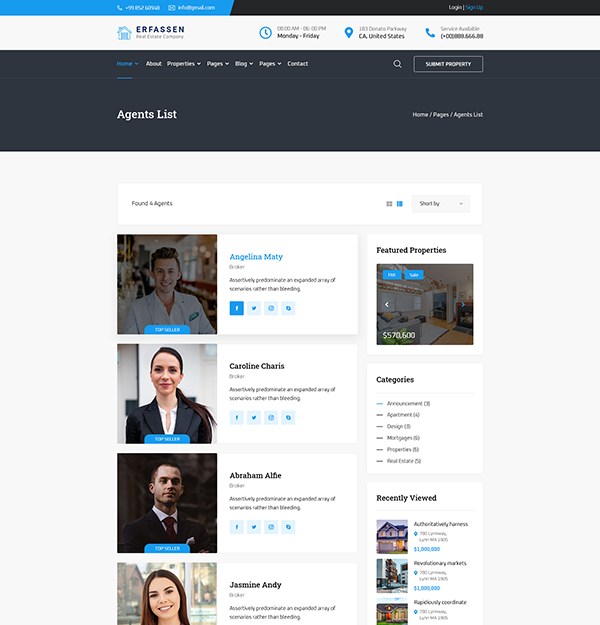 +99 852 60948 info@gmail.com Login | Sign Up
ERFASSEN
Real Estate Company
08:00 AM - 06: 00 PM
Monday - Friday
183 Donato Parkway
CA, United States
Service Available
(+00)888.666.88
Home About Properties Pages Blog Pages Contact SUBMIT PROPERTY
Agents List
Home / Pages / Agents List
Found 4 Agents
Short by
Angelina Maty
Broker
Assertively predominate an expanded array of
scenarios rather than bleeding.
TOP SELLER
Caroline Charis
Broker
Assertively predominate an expanded array of
scenarios rather than bleeding.
TOP SELLER
Abraham Alfie
Broker
Assertively predominate an expanded array of
scenarios rather than bleeding.
TOP SELLER
Jasmine Andy
Broker
Assertively predominate an expanded array of
scenarios rather than bleeding.
Featured Properties
Sale
$570,600
Categories
Announcement (3)
Apartment (4)
Design (3)
Mortgages (6)
Properties (6)
Real Estate (5)
Recently Viewed
Authoritatively harness
780 Lynnway,
Lynn MA 1905
$1,000,000
Revolutionary markets
780 Lynnway,
Lynn MA 1905
$1,000,000
Rapidiously coordinate
780 Lynnway,
Lynn MA 1905